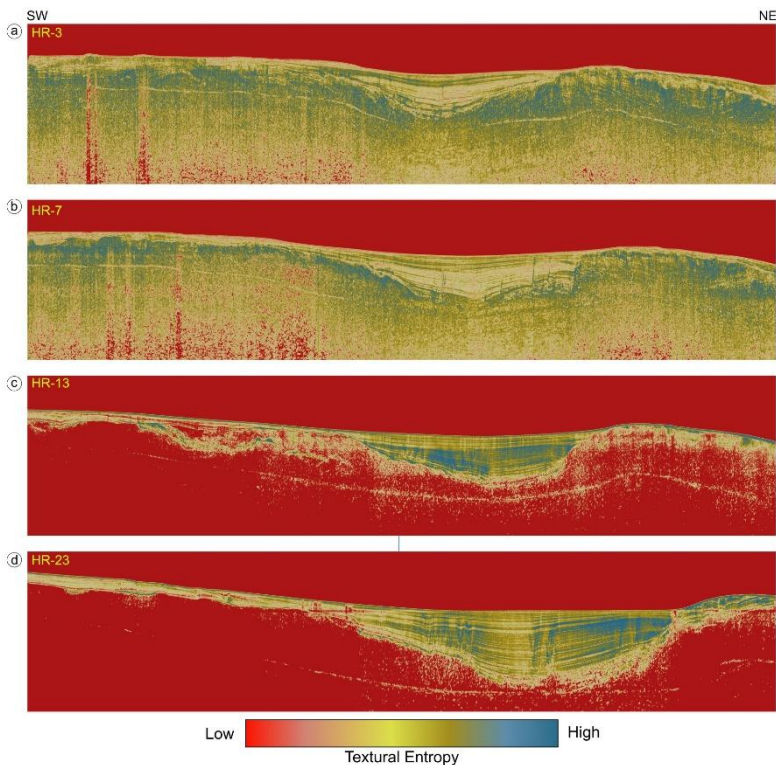 SW NE
a HR-3
b HR-7
c HR-13
d HR-23
Low High
Textural Entropy